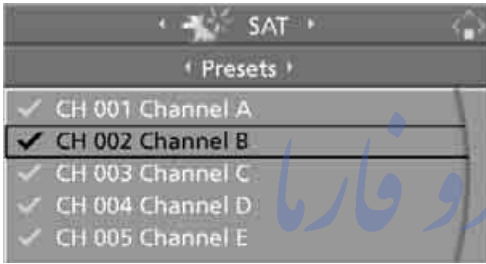 SAT
Presets
CH 001 Channel A
CH 002 Channel B
CH 003 Channel C
CH 004 Channel D
CH 005 Channel E